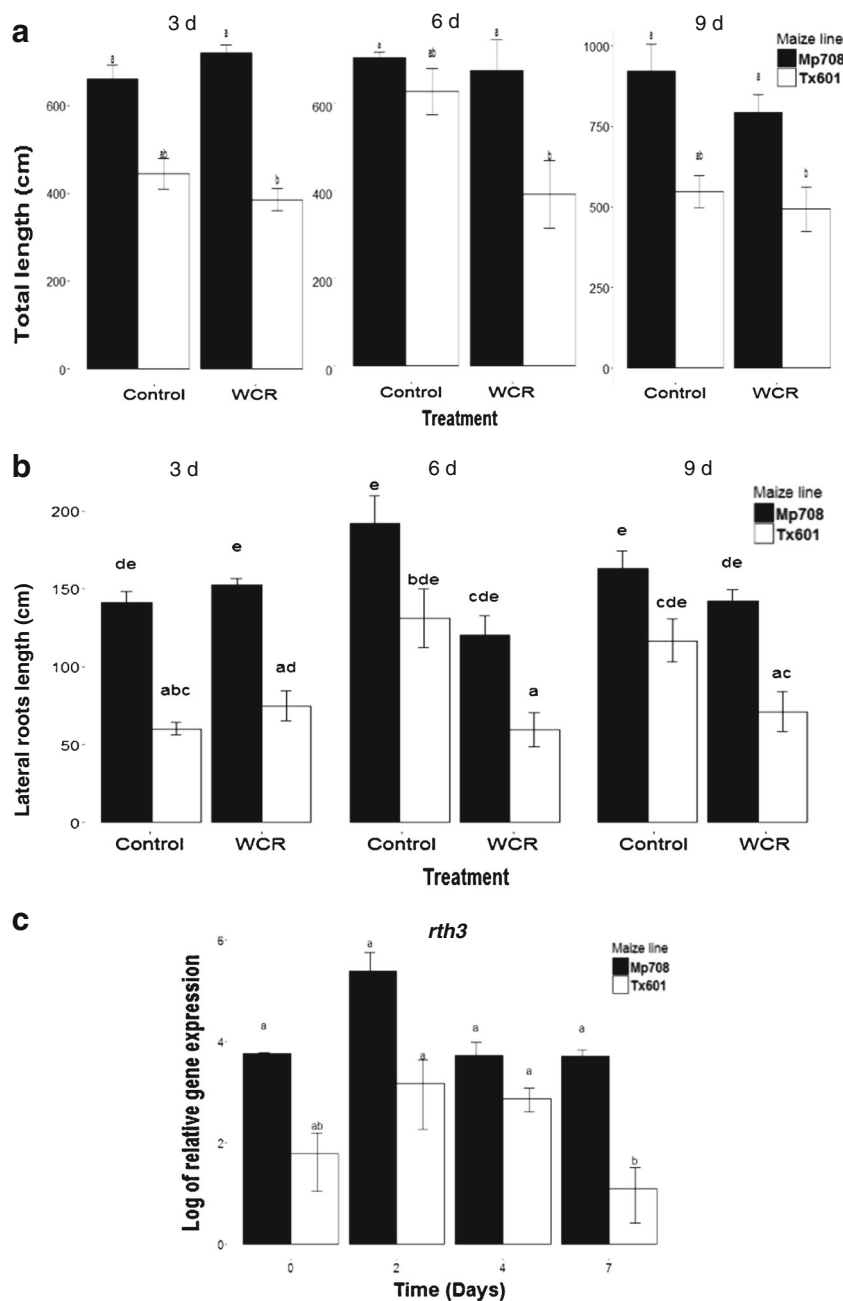 a
3 d
6 d
9 d
Maize line
Mp708
Tx601
Total length (cm)
600
400
200
0
a
ab
a
b
600
400
200
0
a
ab
a
b
1000
750
500
250
0
a
ab
a
b
Control
WCR
Control
WCR
Control
WCR
Treatment
b
3 d
6 d
9 d
Maize line
Mp708
Tx601
Lateral roots length (cm)
200
150
100
50
0
de
abc
e
ad
e
bde
cde
a
e
cde
de
ac
Control
WCR
Control
WCR
Control
WCR
Treatment
c
rth3
Maize line
Mp708
Tx601
Log of relative gene expression
6
4
2
0
a
ab
a
a
a
a
a
b
0
2
4
7
Time (Days)